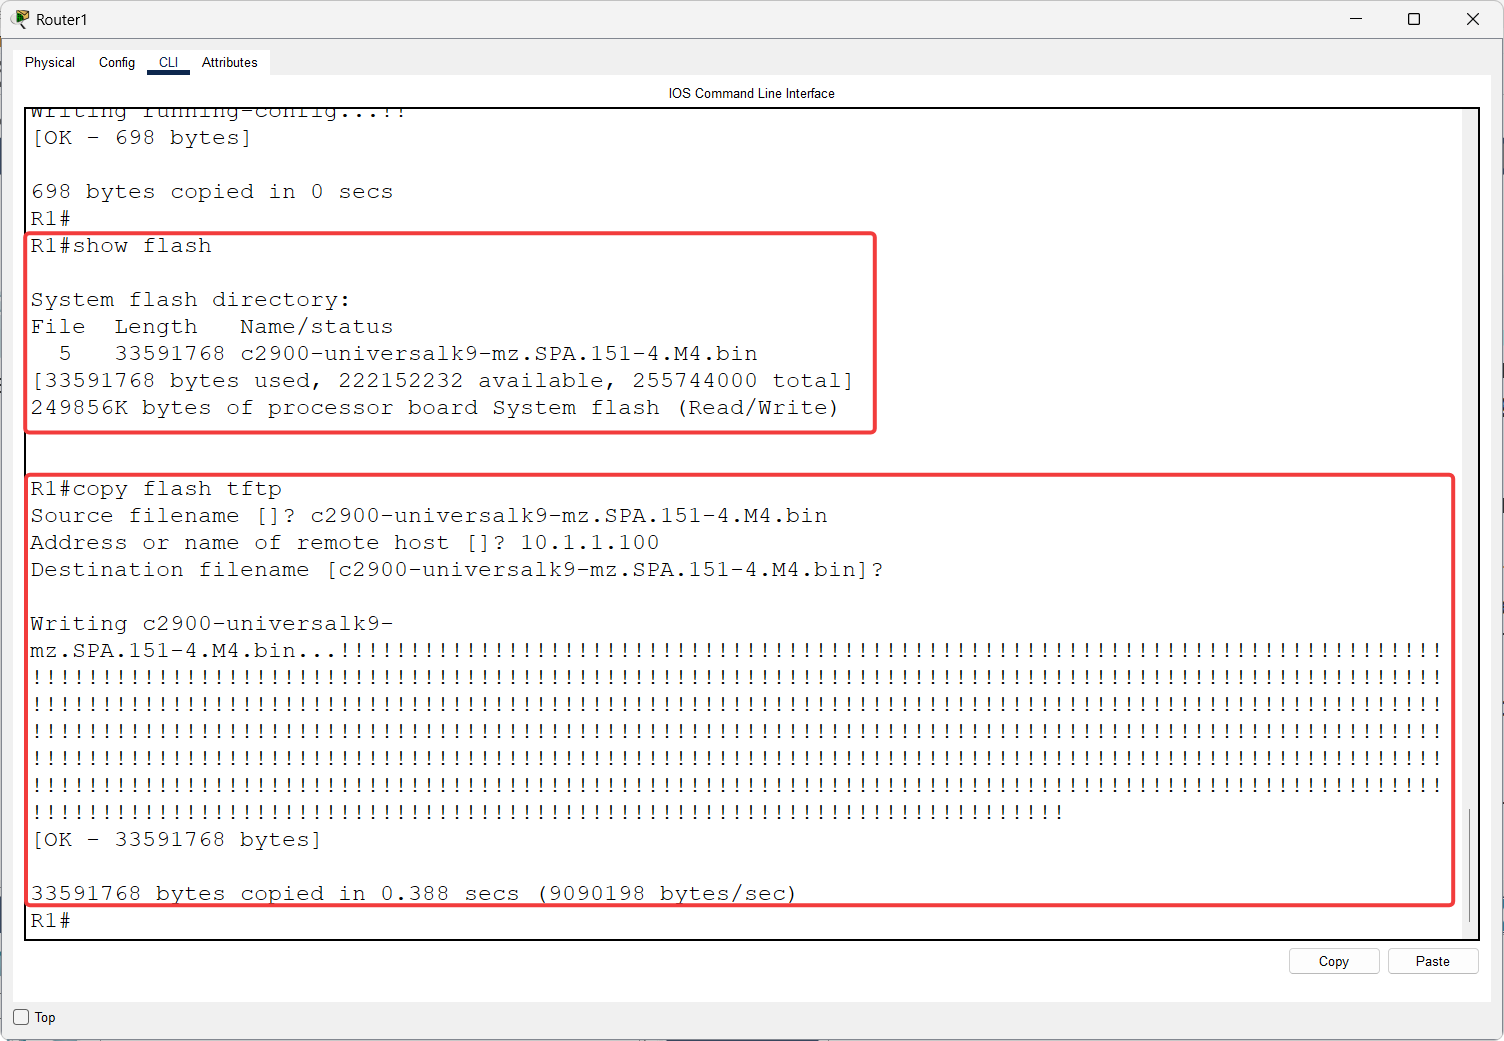 Router1
Physical Config CLI Attributes
IOS Command Line Interface
Writing running-config...!!
[OK - 698 bytes]
698 bytes copied in 0 secs
R1#
R1#show flash
System flash directory:
File  Length   Name/status
  5   33591768 c2900-universalk9-mz.SPA.151-4.M4.bin
[33591768 bytes used, 222152232 available, 255744000 total]
249856K bytes of processor board System flash (Read/Write)
R1#copy flash tftp
Source filename []? c2900-universalk9-mz.SPA.151-4.M4.bin
Address or name of remote host []? 10.1.1.100
Destination filename [c2900-universalk9-mz.SPA.151-4.M4.bin]?
Writing c2900-universalk9-
mz.SPA.151-4.M4.bin...!!!!!!!!!!!!!!!!!!!!!!!!!!!!!!!!!!!!!!!!!!!!!!!!!!!!!!!!!!!!!!!!!!!!!!!!!!!!!!!
!!!!!!!!!!!!!!!!!!!!!!!!!!!!!!!!!!!!!!!!!!!!!!!!!!!!!!!!!!!!!!!!!!!!!!!!!!!!!!!!!!!!!!!!!!!!!!!!!!!!!
!!!!!!!!!!!!!!!!!!!!!!!!!!!!!!!!!!!!!!!!!!!!!!!!!!!!!!!!!!!!!!!!!!!!!!!!!!!!!!!!!!!!!!!!!!!!!!!!!!!!!
!!!!!!!!!!!!!!!!!!!!!!!!!!!!!!!!!!!!!!!!!!!!!!!!!!!!!!!!!!!!!!!!!!!!!!!!!!!!!!!!!!!!!!!!!!!!!!!!!!!!!
!!!!!!!!!!!!!!!!!!!!!!!!!!!!!!!!!!!!!!!!!!!!!!!!!!!!!!!!!!!!!!!!!!!!!!!!!!!!!!!!!!!!!!!!!!!!!!!!!!!!!
!!!!!!!!!!!!!!!!!!!!!!!!!!!!!!!!!!!!!!!!!!!!!!!!!!!!!!!!!!!!!!!!!!!!!!!!!!!!!!!!!!!!!!!!!!!!!!!!!!!!!
!!!!!!!!!!!!!!!!!!!!!!!!!!!!!!!!!!!!!!!!!!!!!!!!!!!!!!!!!!!!!!!!!!!!!!!!!!
[OK - 33591768 bytes]
33591768 bytes copied in 0.388 secs (9090198 bytes/sec)
R1#
Copy Paste
Top